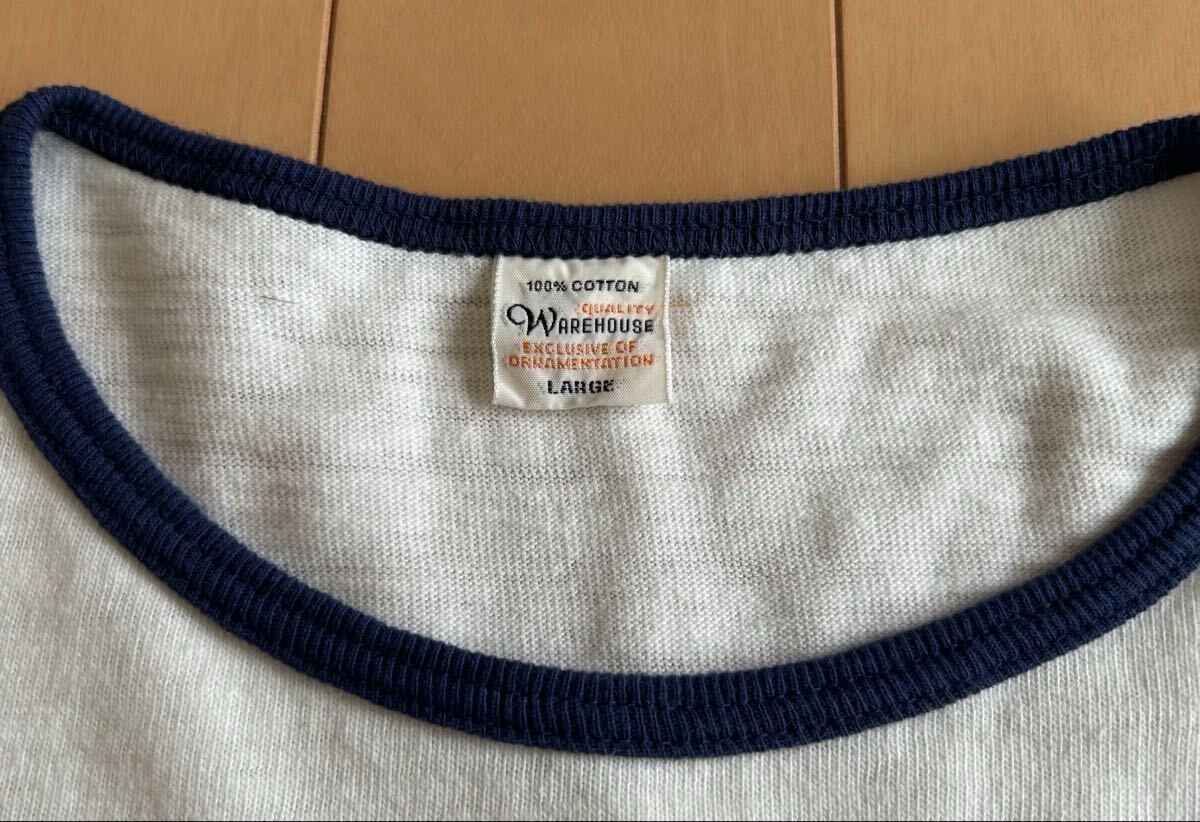 100% COTTON
QUALITY
WAREHOUSE
EXCLUSIVE OF
ORNAMENTATION
LARGE